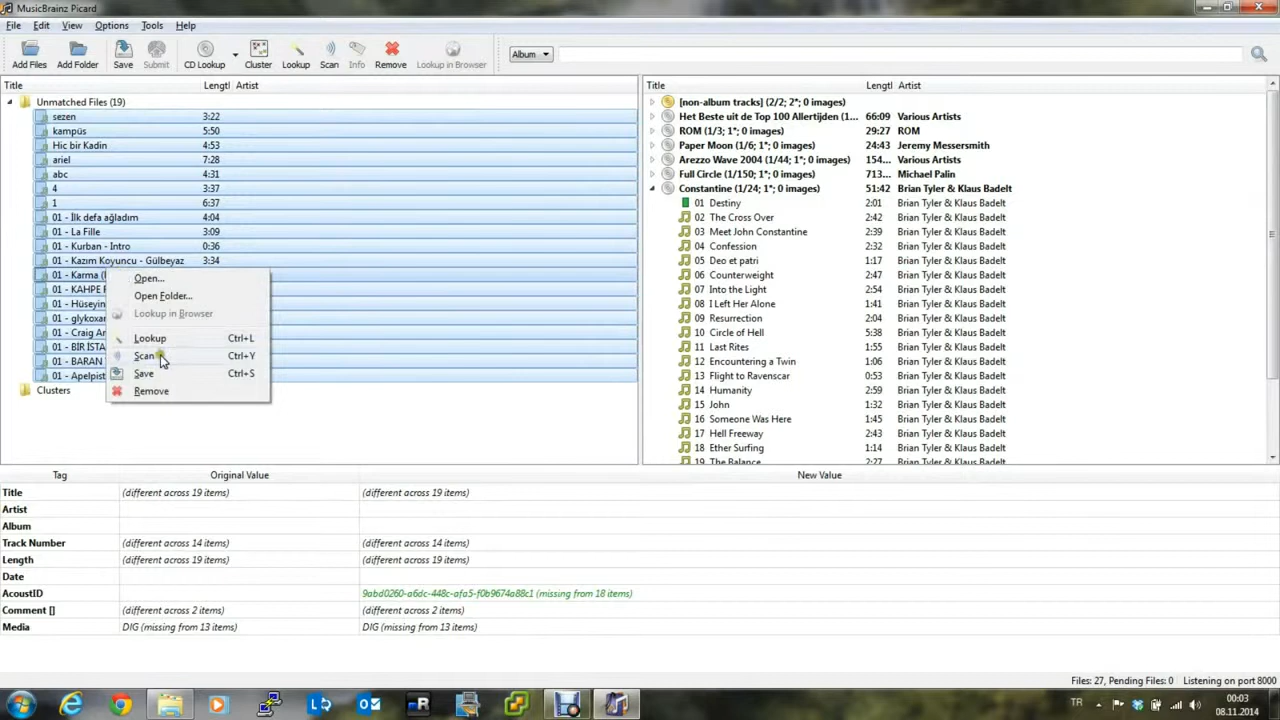 MusicBrainz Picard
File Edit View Options Tools Help
Add Files Add Folder Save Submit CD Lookup Cluster Lookup Scan Info Remove Lookup in Browser Album
Title Lengtl Artist
Unmatched Files (19)
sezen 3:22
kampüs 5:50
Hic bir Kadin 4:53
ariel 7:28
abc 4:31
4 3:37
1 6:37
01 - İlk defa ağladım 4:04
01 - La Fille 3:09
01 - Kurban - Intro 0:36
01 - Kazım Koyuncu - Gülbeyaz 3:34
01 - Karma (
01 - KAHPE
01 - Hüseyin
01 - glykoxar
01 - Craig Ar
01 - BİR İSTA
01 - BARAN
01 - Apelpist
Clusters
Open...
Open Folder...
Lookup in Browser
Lookup Ctrl+L
Scan Ctrl+Y
Save Ctrl+S
Remove
Title Lengtl Artist
[non-album tracks] (2/2; 2*; 0 images)
Het Beste uit de Top 100 Allertijden (1... 66:09 Various Artists
ROM (1/3; 1*; 0 images) 29:27 ROM
Paper Moon (1/6; 1*; 0 images) 24:43 Jeremy Messersmith
Arezzo Wave 2004 (1/44; 1*; 0 images) 154... Various Artists
Full Circle (1/150; 1*; 0 images) 713... Michael Palin
Constantine (1/24; 1*; 0 images) 51:42 Brian Tyler & Klaus Badelt
01 Destiny 2:01 Brian Tyler & Klaus Badelt
02 The Cross Over 2:42 Brian Tyler & Klaus Badelt
03 Meet John Constantine 2:39 Brian Tyler & Klaus Badelt
04 Confession 2:32 Brian Tyler & Klaus Badelt
05 Deo et patri 1:17 Brian Tyler & Klaus Badelt
06 Counterweight 2:47 Brian Tyler & Klaus Badelt
07 Into the Light 2:51 Brian Tyler & Klaus Badelt
08 I Left Her Alone 1:41 Brian Tyler & Klaus Badelt
09 Resurrection 2:04 Brian Tyler & Klaus Badelt
10 Circle of Hell 5:38 Brian Tyler & Klaus Badelt
11 Last Rites 1:37 Brian Tyler & Klaus Badelt
12 Encountering a Twin 1:00 Brian Tyler & Klaus Badelt
13 Flight to Ravenscar 0:53 Brian Tyler & Klaus Badelt
14 Humanity 2:59 Brian Tyler & Klaus Badelt
15 John 1:32 Brian Tyler & Klaus Badelt
16 Someone Was Here 1:45 Brian Tyler & Klaus Badelt
17 Hell Freeway 2:43 Brian Tyler & Klaus Badelt
18 Ether Surfing 1:14 Brian Tyler & Klaus Badelt
19 The Balance 2:27 Brian Tyler & Klaus Badelt
Tag Original Value New Value
Title (different across 19 items) (different across 19 items)
Artist
Album
Track Number (different across 14 items) (different across 14 items)
Length (different across 19 items) (different across 19 items)
Date
AcoustID 9abd0260-a6dc-448c-afa5-f0b9674a88c1 (missing from 18 items)
Comment [] (different across 2 items) (different across 2 items)
Media DIG (missing from 13 items) DIG (missing from 13 items)
Files: 27, Pending Files: 0 Listening on port 8000
TR 00:03
08.11.2014